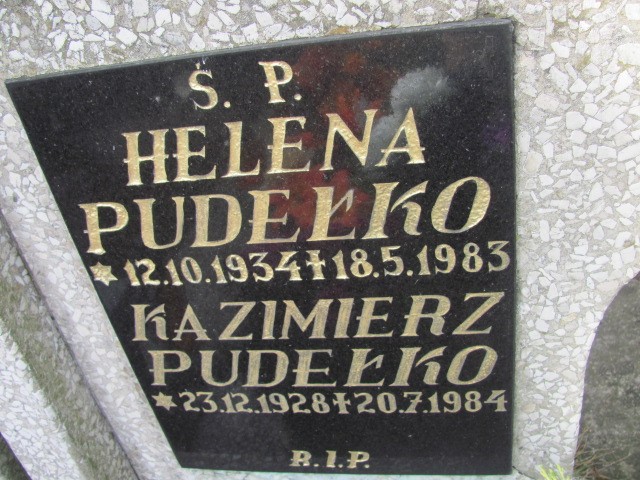 Ś. P.
HELENA
PUDEŁKO
* 12.10.1934 † 18.5.1983
KAZIMIERZ
PUDEŁKO
* 23.12.1928 † 20.7.1984
R.I.P.